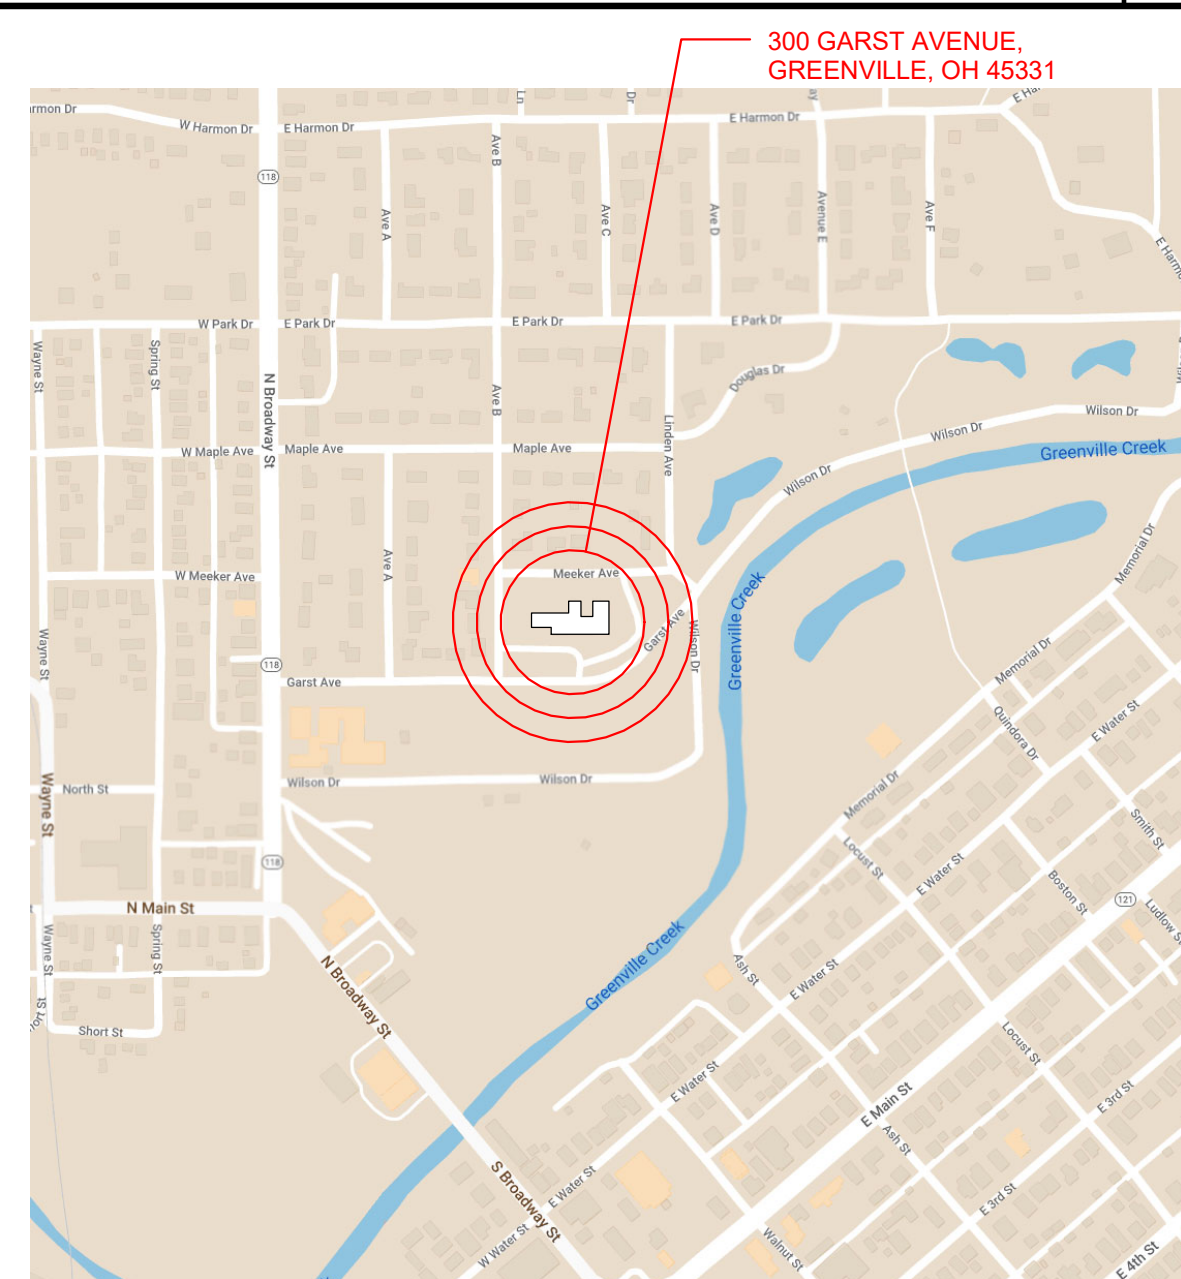 300 GARST AVENUE,
GREENVILLE, OH 45331
Ln
Dr
ay
E Ha
rmon Dr
W Harmon Dr
E Harmon Dr
E Harmon Dr
118
Ave B
Ave A
Ave C
Ave D
Avenue E
Ave F
E Harm
W Park Dr
E Park Dr
E Park Dr
E Park Dr
Wayne St
Spring St
N Broadway St
Ave B
Linden Ave
Douglas Dr
Wilson Dr
Wilson Dr
Greenville Creek
W Maple Ave
Maple Ave
Maple Ave
Wilson Dr
Memorial Dr
Ave A
W Meeker Ave
Meeker Ave
Greenville Creek
Garst Ave
Wilson Dr
Wayne St
118
Garst Ave
Memorial Dr
Quindora Dr
E Water St
North St
Wayne St
Wilson Dr
Wilson Dr
Memorial Dr
Smith St
118
Locust St
E Water St
Boston St
121
Ludlow S
N Main St
Wayne St
Spring St
Greenville Creek
N Broadway St
Ash St
E Water St
Short St
Locust St
E Water St
E Main St
E 3rd St
Ash St
S Broadway St
E Water St
E 3rd St
W Water St
Walnut St
E 4th St